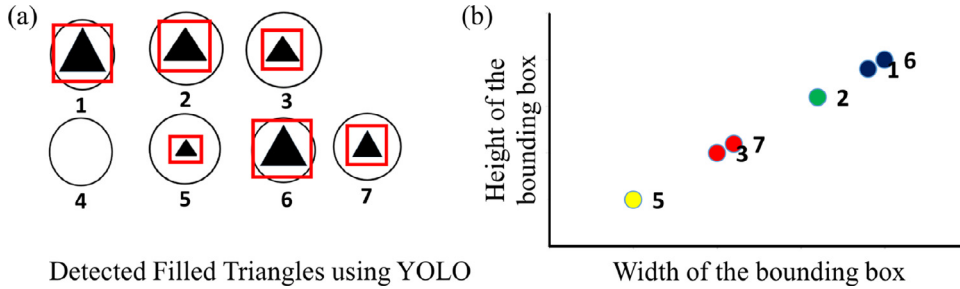 (a)
1
2
3
4
5
6
7
Detected Filled Triangles using YOLO
(b)
Height of the
bounding box
6
1
2
7
3
5
Width of the bounding box